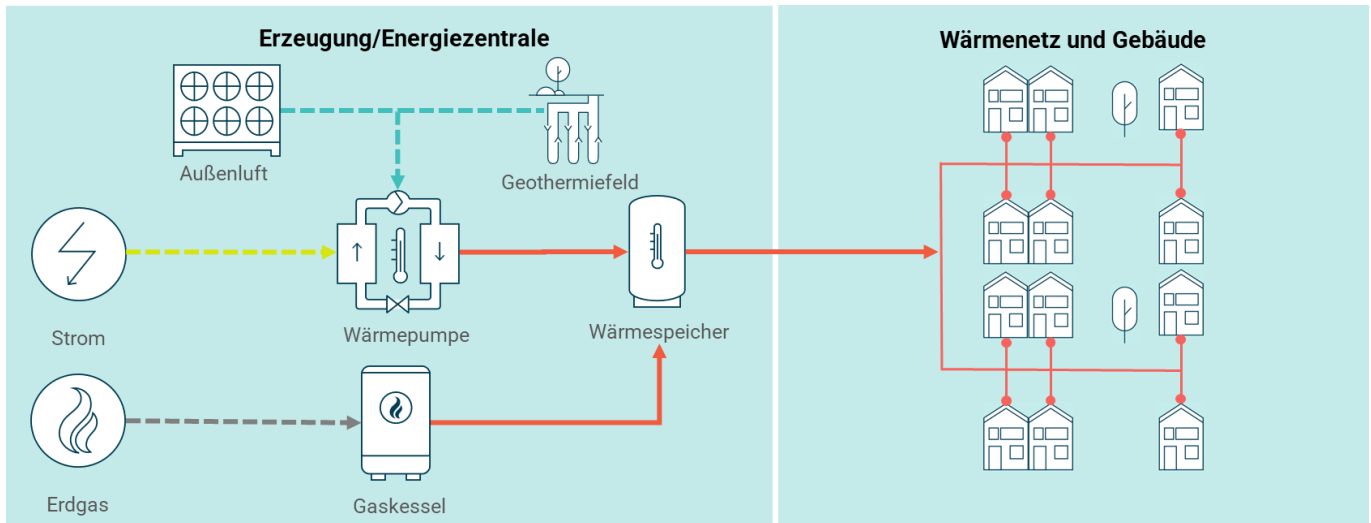 Erzeugung/Energiezentrale
Wärmenetz und Gebäude
Außenluft
Geothermiefeld
Strom
Wärmepumpe
Wärmespeicher
Erdgas
Gaskessel